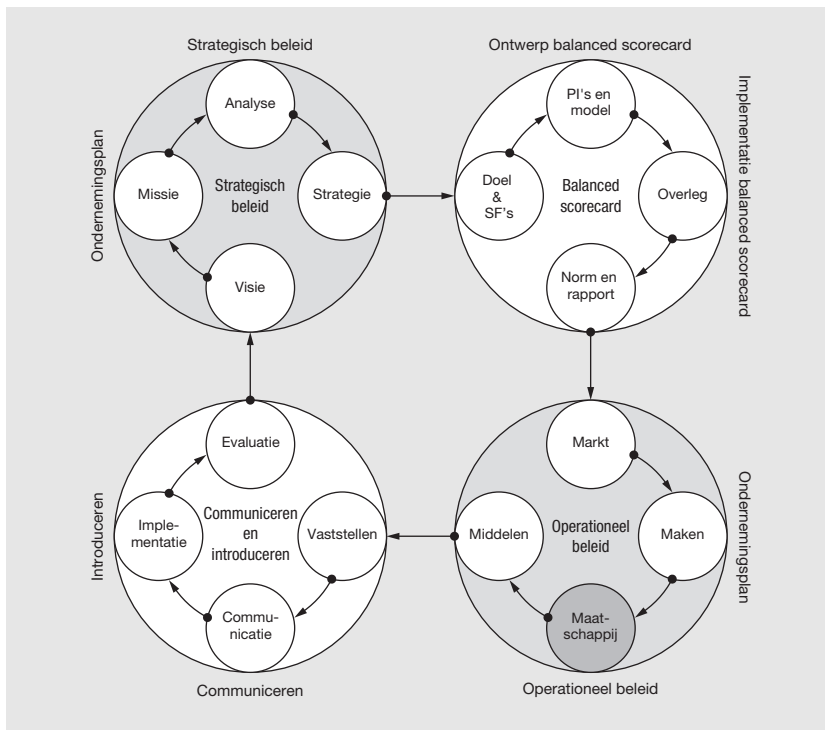 Strategisch beleid
Ondernemingsplan
Analyse
Missie
Strategisch
beleid
Strategie
Visie
Ontwerp balanced scorecard
Implementatie balanced scorecard
PI's en
model
Doel
&
SF's
Balanced
scorecard
Overleg
Norm en
rapport
Introduceren
Evaluatie
Imple-
mentatie
Communiceren
en
introduceren
Vaststellen
Commu-
nicatie
Communiceren
Markt
Middelen
Operationeel
beleid
Maken
Maat-
schappij
Ondernemingsplan
Operationeel beleid